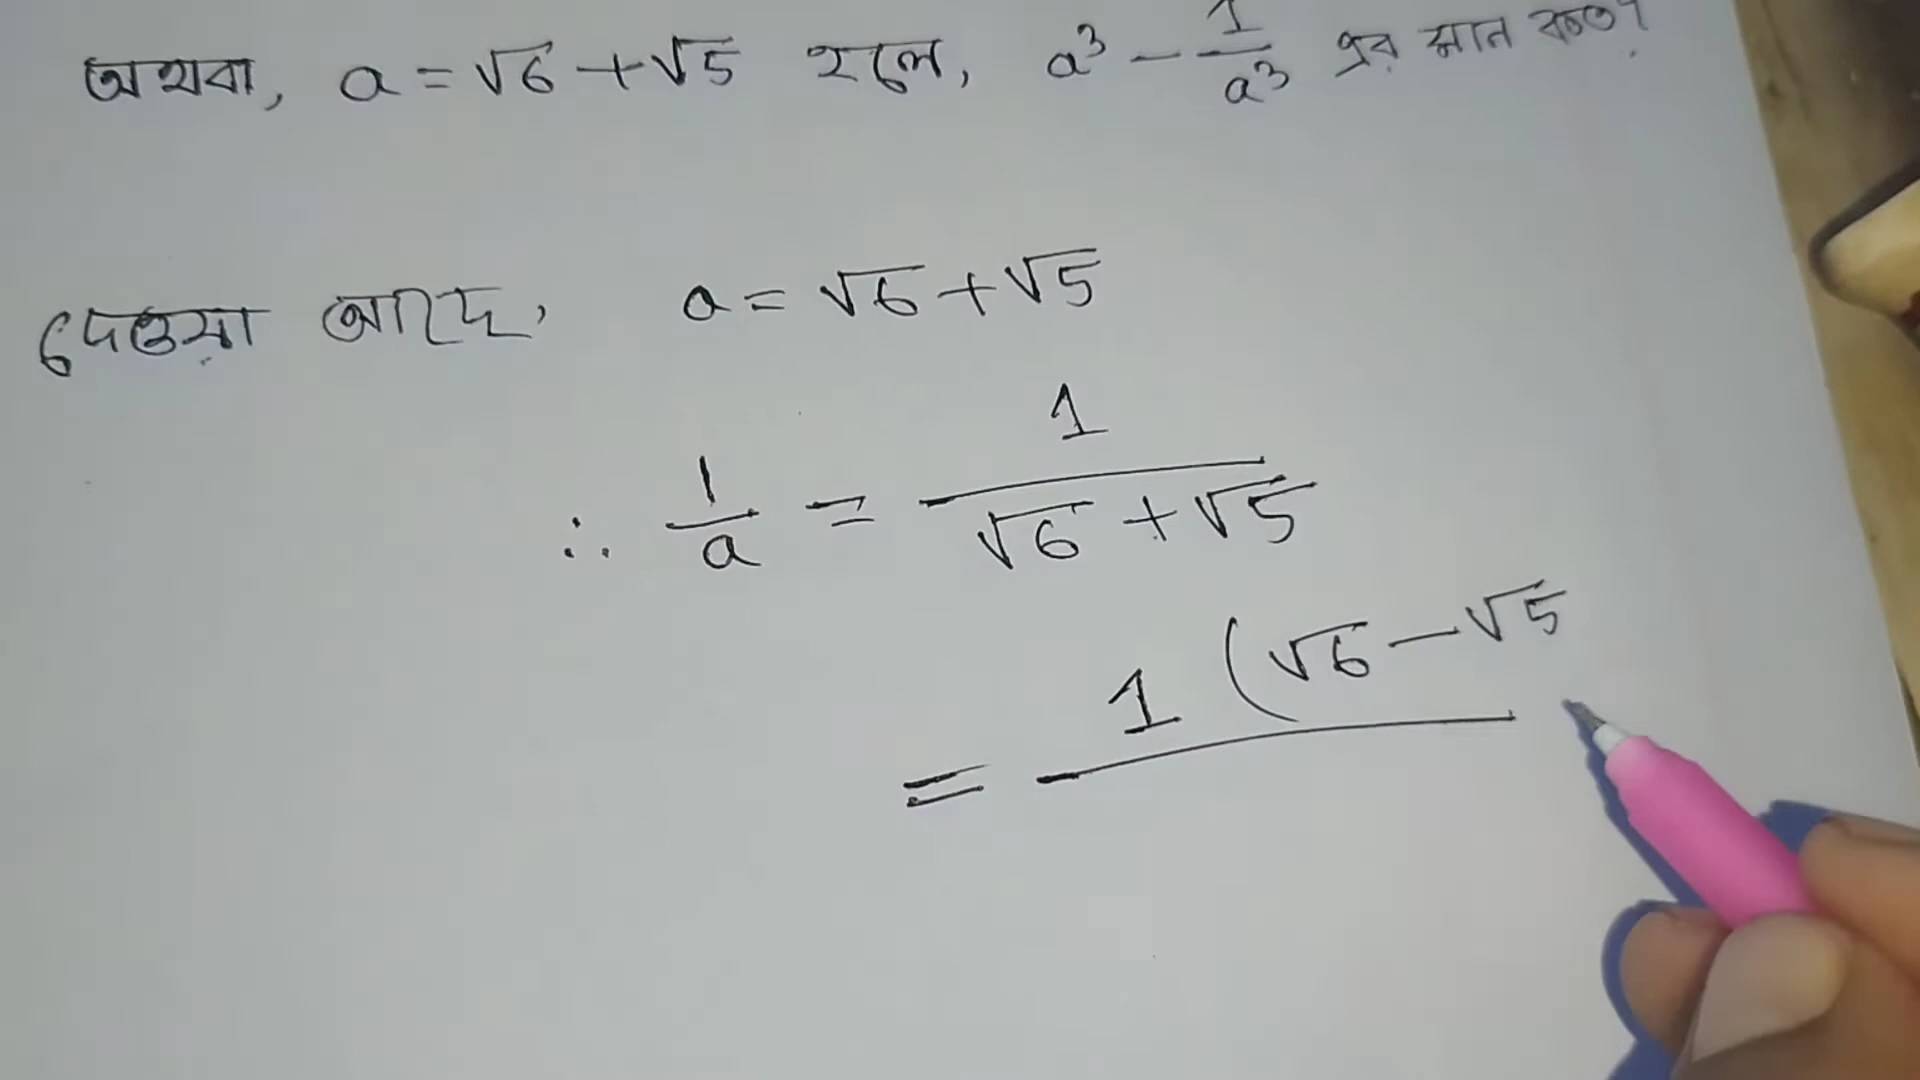 অথবা, a = √6 + √5 হলে, a³ - 1/a³ এর মান কত?
দেওয়া আছে, a = √6 + √5
∴ 1/a = 1/(√6 + √5)
= 1 (√6 - √5